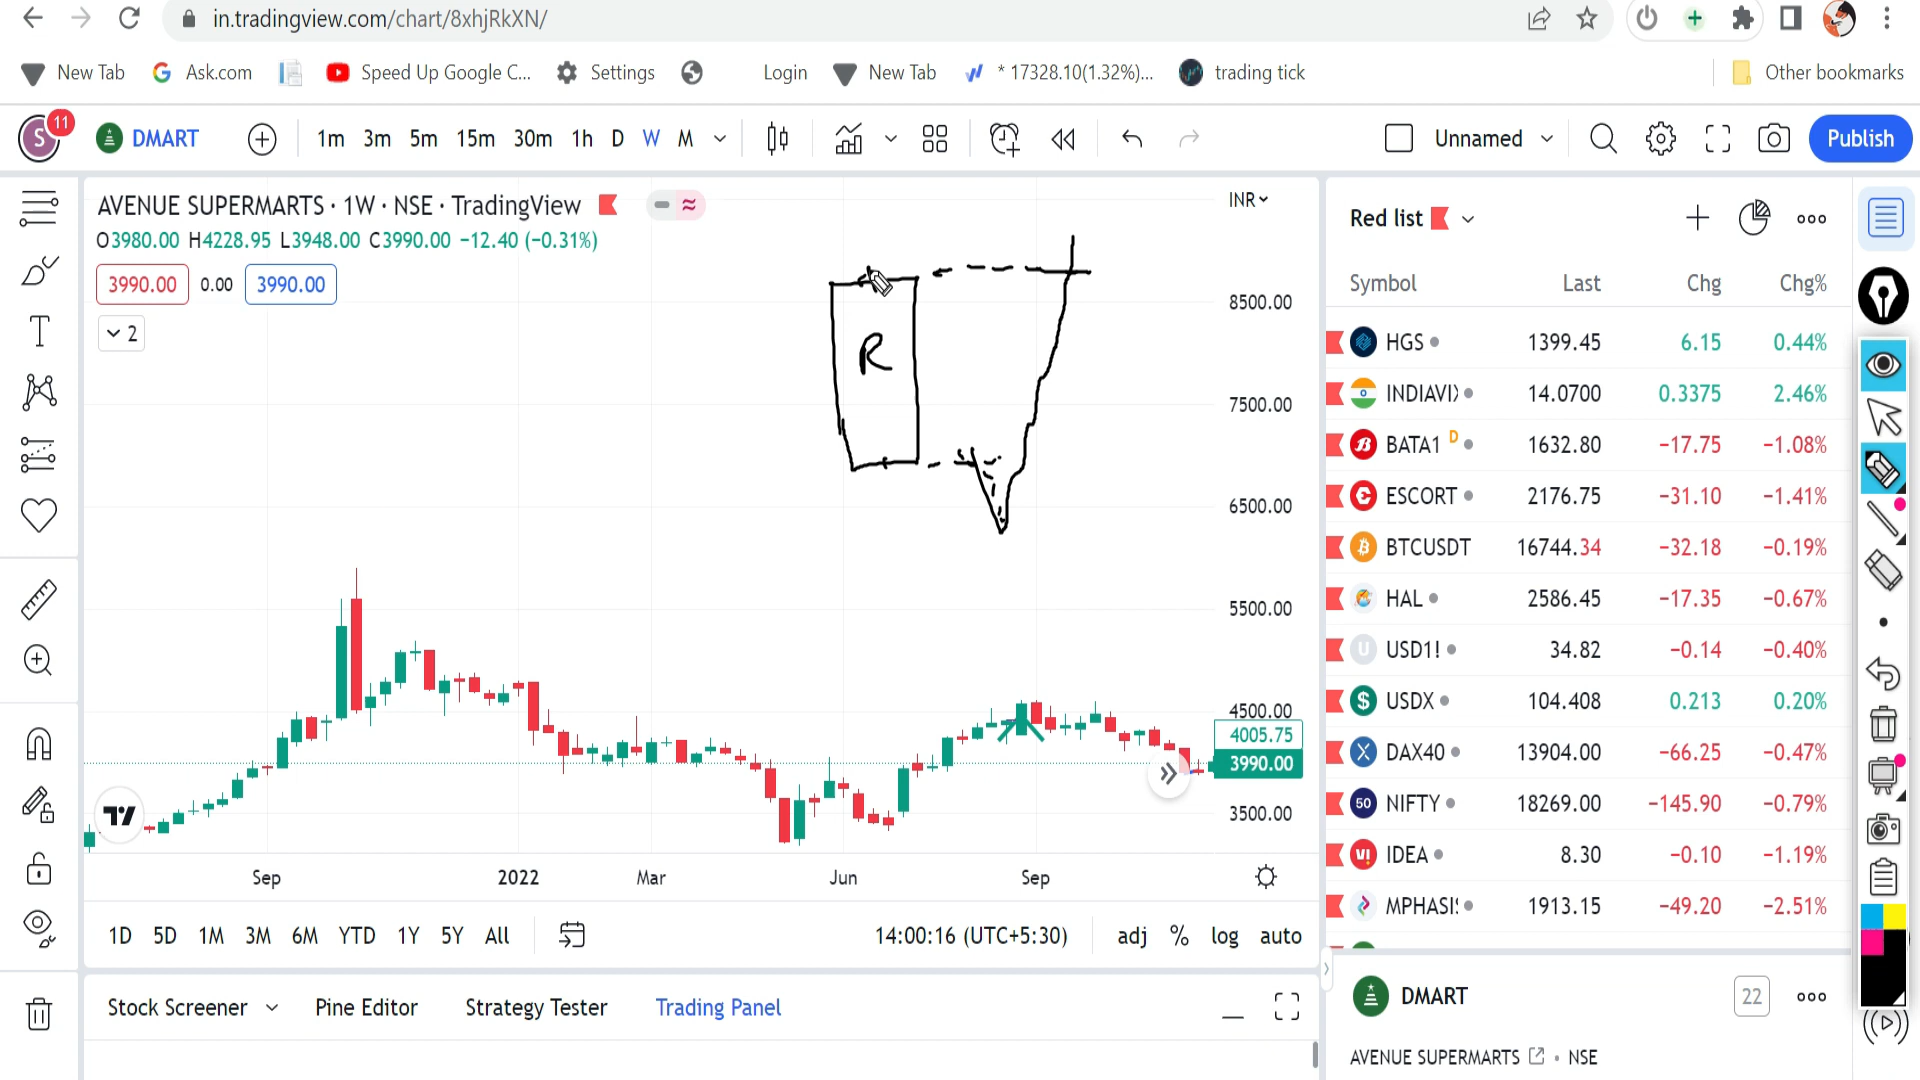 in.tradingview.com/chart/8xhjRkXN/
New Tab
Ask.com
Speed Up Google C...
Settings
Login
New Tab
* 17328.10(1.32%)...
trading tick
Other bookmarks
S
11
DMART
1m 3m 5m 15m 30m 1h D W M
Unnamed
Publish
AVENUE SUPERMARTS · 1W · NSE · TradingView
O3980.00 H4228.95 L3948.00 C3990.00 −12.40 (−0.31%)
3990.00 0.00 3990.00
2
R
INR
8500.00
7500.00
6500.00
5500.00
4500.00
4005.75
3990.00
3500.00
Sep 2022 Mar Jun Sep
1D 5D 1M 3M 6M YTD 1Y 5Y All
14:00:16 (UTC+5:30)
adj % log auto
Stock Screener
Pine Editor
Strategy Tester
Trading Panel
Red list
Symbol Last Chg Chg%
HGS 1399.45 6.15 0.44%
INDIAVI 14.0700 0.3375 2.46%
BATA1 D 1632.80 −17.75 −1.08%
ESCORT 2176.75 −31.10 −1.41%
BTCUSDT 16744.34 −32.18 −0.19%
HAL 2586.45 −17.35 −0.67%
U USD1! 34.82 −0.14 −0.40%
$ USDX 104.408 0.213 0.20%
X DAX40 13904.00 −66.25 −0.47%
50 NIFTY 18269.00 −145.90 −0.79%
VI IDEA 8.30 −0.10 −1.19%
MPHASI 1913.15 −49.20 −2.51%
DMART
22
AVENUE SUPERMARTS • NSE